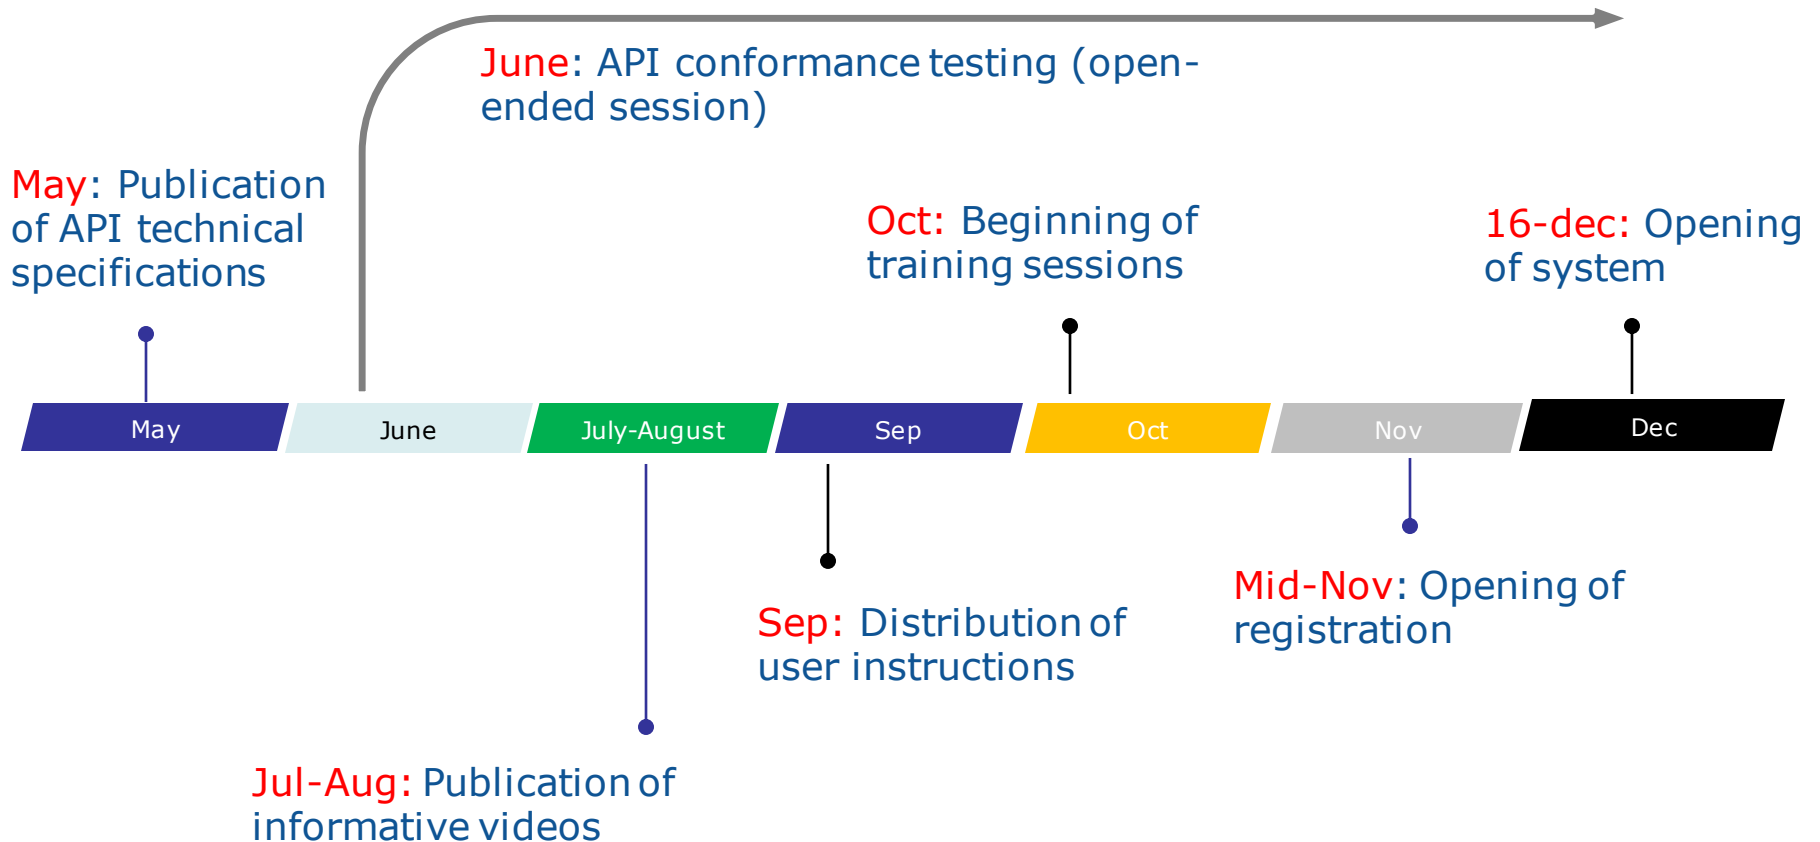 June: API conformance testing (open-
ended session)
May: Publication
of API technical
specifications
Oct: Beginning of
training sessions
16-dec: Opening
of system
May
June
July-August
Sep
Oct
Nov
Dec
Mid-Nov: Opening of
registration
Sep: Distribution of
user instructions
Jul-Aug: Publication of
informative videos